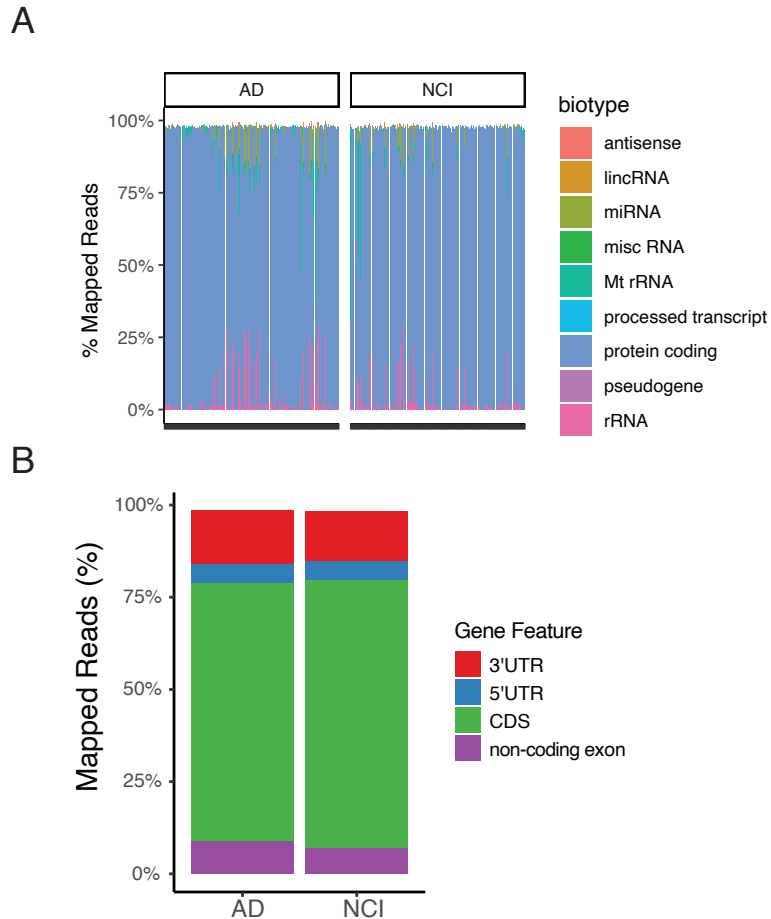 A
AD
NCI
% Mapped Reads
100%
75%
50%
25%
0%
biotype
antisense
lincRNA
miRNA
misc RNA
Mt rRNA
processed transcript
protein coding
pseudogene
rRNA
B
Mapped Reads (%)
100%
75%
50%
25%
0%
AD
NCI
Gene Feature
3'UTR
5'UTR
CDS
non-coding exon